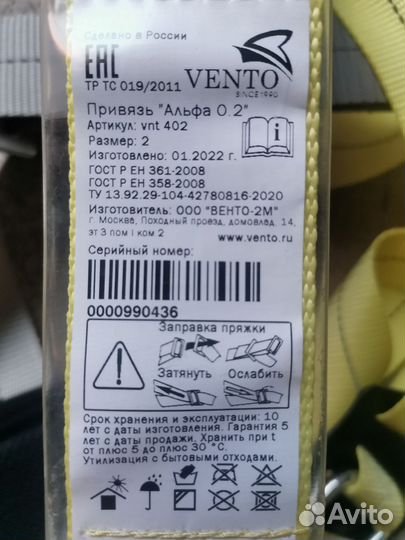 Сделано в России
EAC
ТР ТС 019/2011
VENTO
SINCE 1990
Привязь "Альфа 0.2"
Артикул: vnt 402
Размер: 2
Изготовлено: 01.2022 г.
ГОСТ Р ЕН 361-2008
ГОСТ Р ЕН 358-2008
ТУ 13.92.29-104-42780816-2020
Изготовитель: ООО "ВЕНТО-2М"
г. Москва, Походный проезд, домовлад. 14,
эт 3 пом I ком 2
www.vento.ru
Серийный номер:
0000990436
Заправка пряжки
Затянуть Ослабить
Срок хранения и эксплуатации: 10
лет с даты изготовления. Гарантия 5
лет с даты продажи. Хранить при t
от плюс 5 до плюс 30 °C.
Утилизация с бытовыми отходами.
Avito